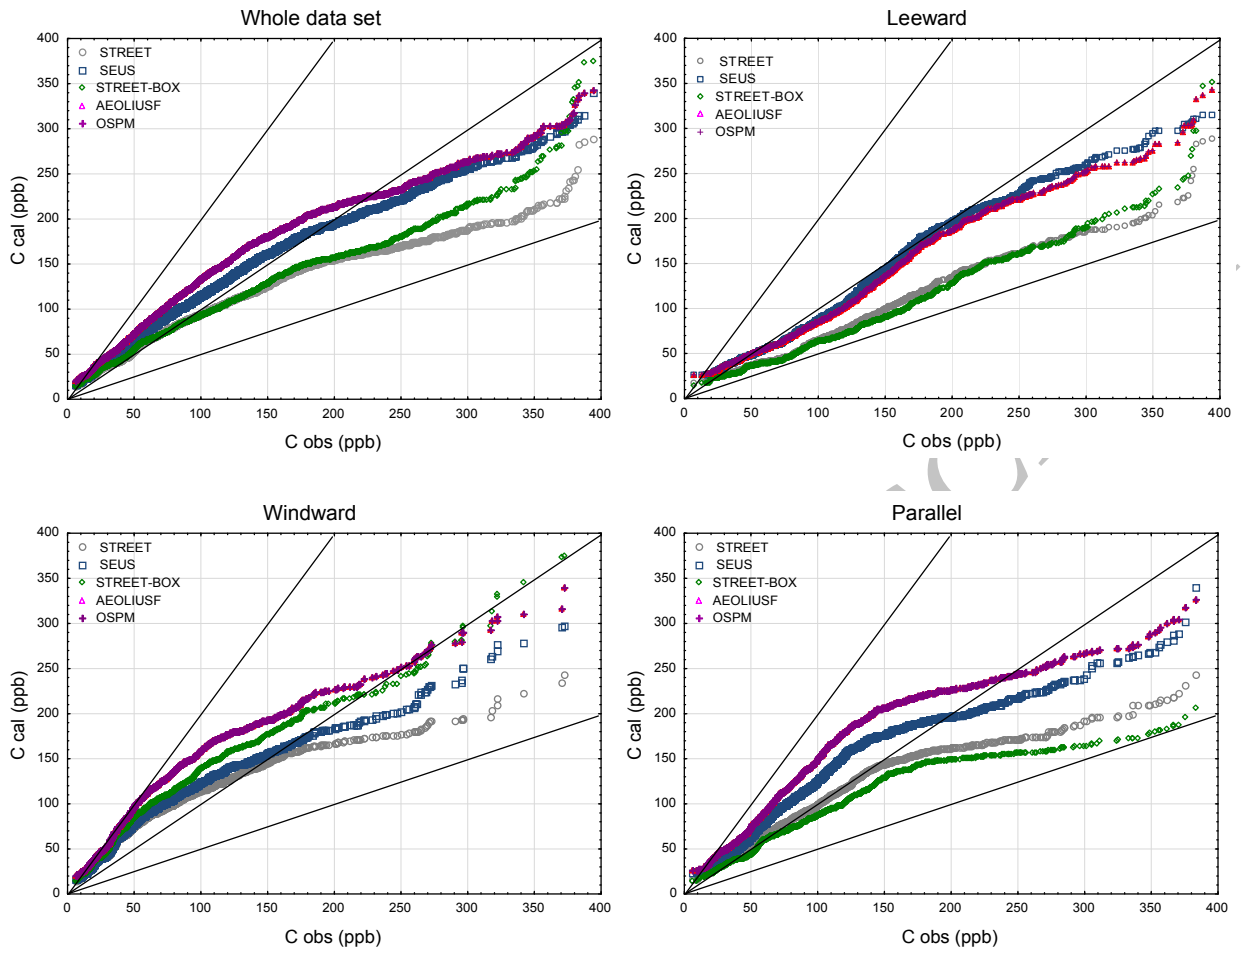 Whole data set
400
350
300
250
200
150
100
50
0
C cal (ppb)
STREET
SEUS
STREET-BOX
AEOLIUSF
OSPM
0 50 100 150 200 250 300 350 400
C obs (ppb)
Leeward
400
350
300
250
200
150
100
50
0
C cal (ppb)
STREET
SEUS
STREET-BOX
AEOLIUSF
OSPM
0 50 100 150 200 250 300 350 400
C obs (ppb)
Windward
400
350
300
250
200
150
100
50
0
C cal (ppb)
STREET
SEUS
STREET-BOX
AEOLIUSF
OSPM
0 50 100 150 200 250 300 350 400
C obs (ppb)
Parallel
400
350
300
250
200
150
100
50
0
C cal (ppb)
STREET
SEUS
STREET-BOX
AEOLIUSF
OSPM
0 50 100 150 200 250 300 350 400
C obs (ppb)